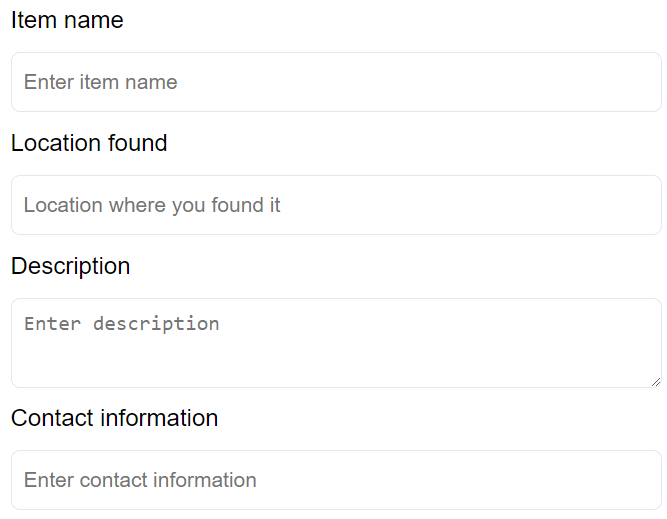 Item name
Enter item name
Location found
Location where you found it
Description
Enter description
Contact information
Enter contact information